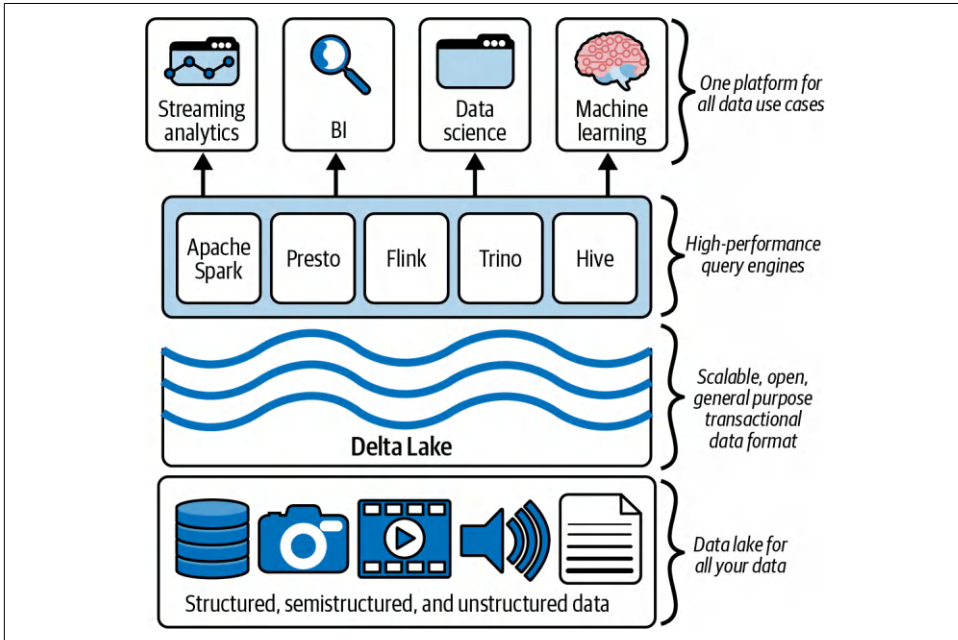 Streaming
analytics
BI
Data
science
Machine
learning
One platform for
all data use cases
Apache
Spark
Presto
Flink
Trino
Hive
High-performance
query engines
Delta Lake
Scalable, open,
general purpose
transactional
data format
Structured, semistructured, and unstructured data
Data lake for
all your data